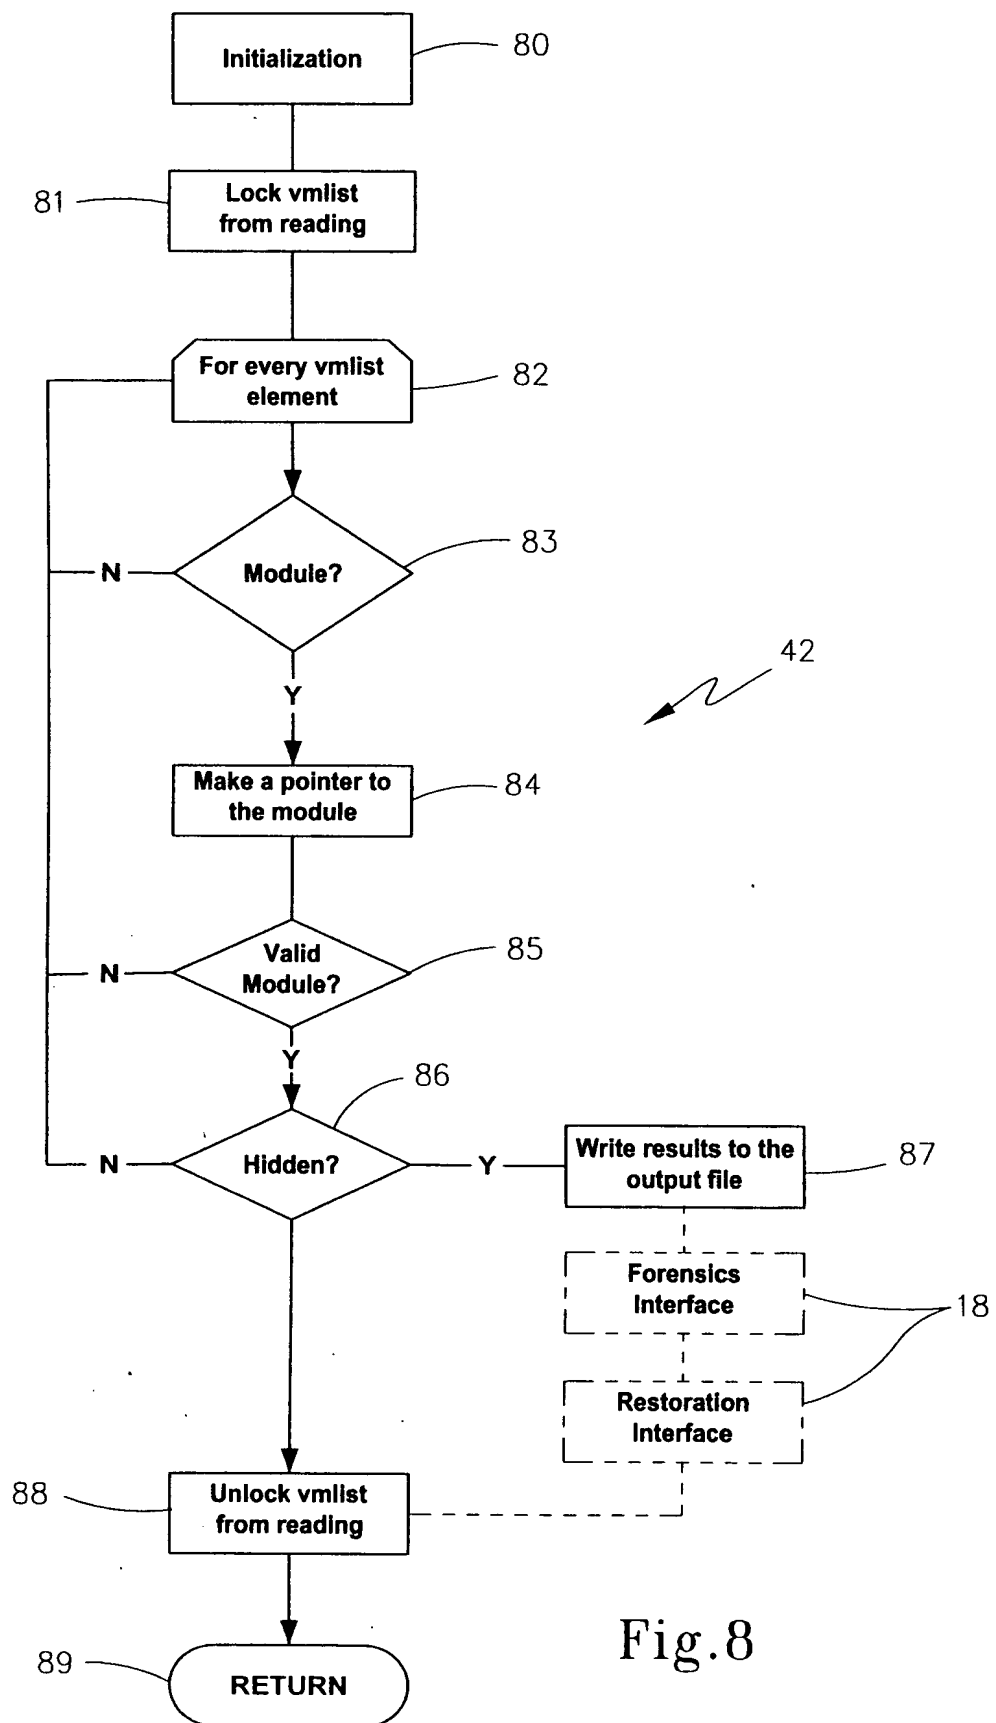 Initialization
80
81
Lock vmlist
from reading
For every vmlist
element
82
83
N
Module?
42
Y
Make a pointer to
the module
84
Valid
Module?
85
N
Y
86
N
Hidden?
Y
Write results to the
output file
87
Forensics
Interface
18
Restoration
Interface
88
Unlock vmlist
from reading
Fig.8
89
RETURN